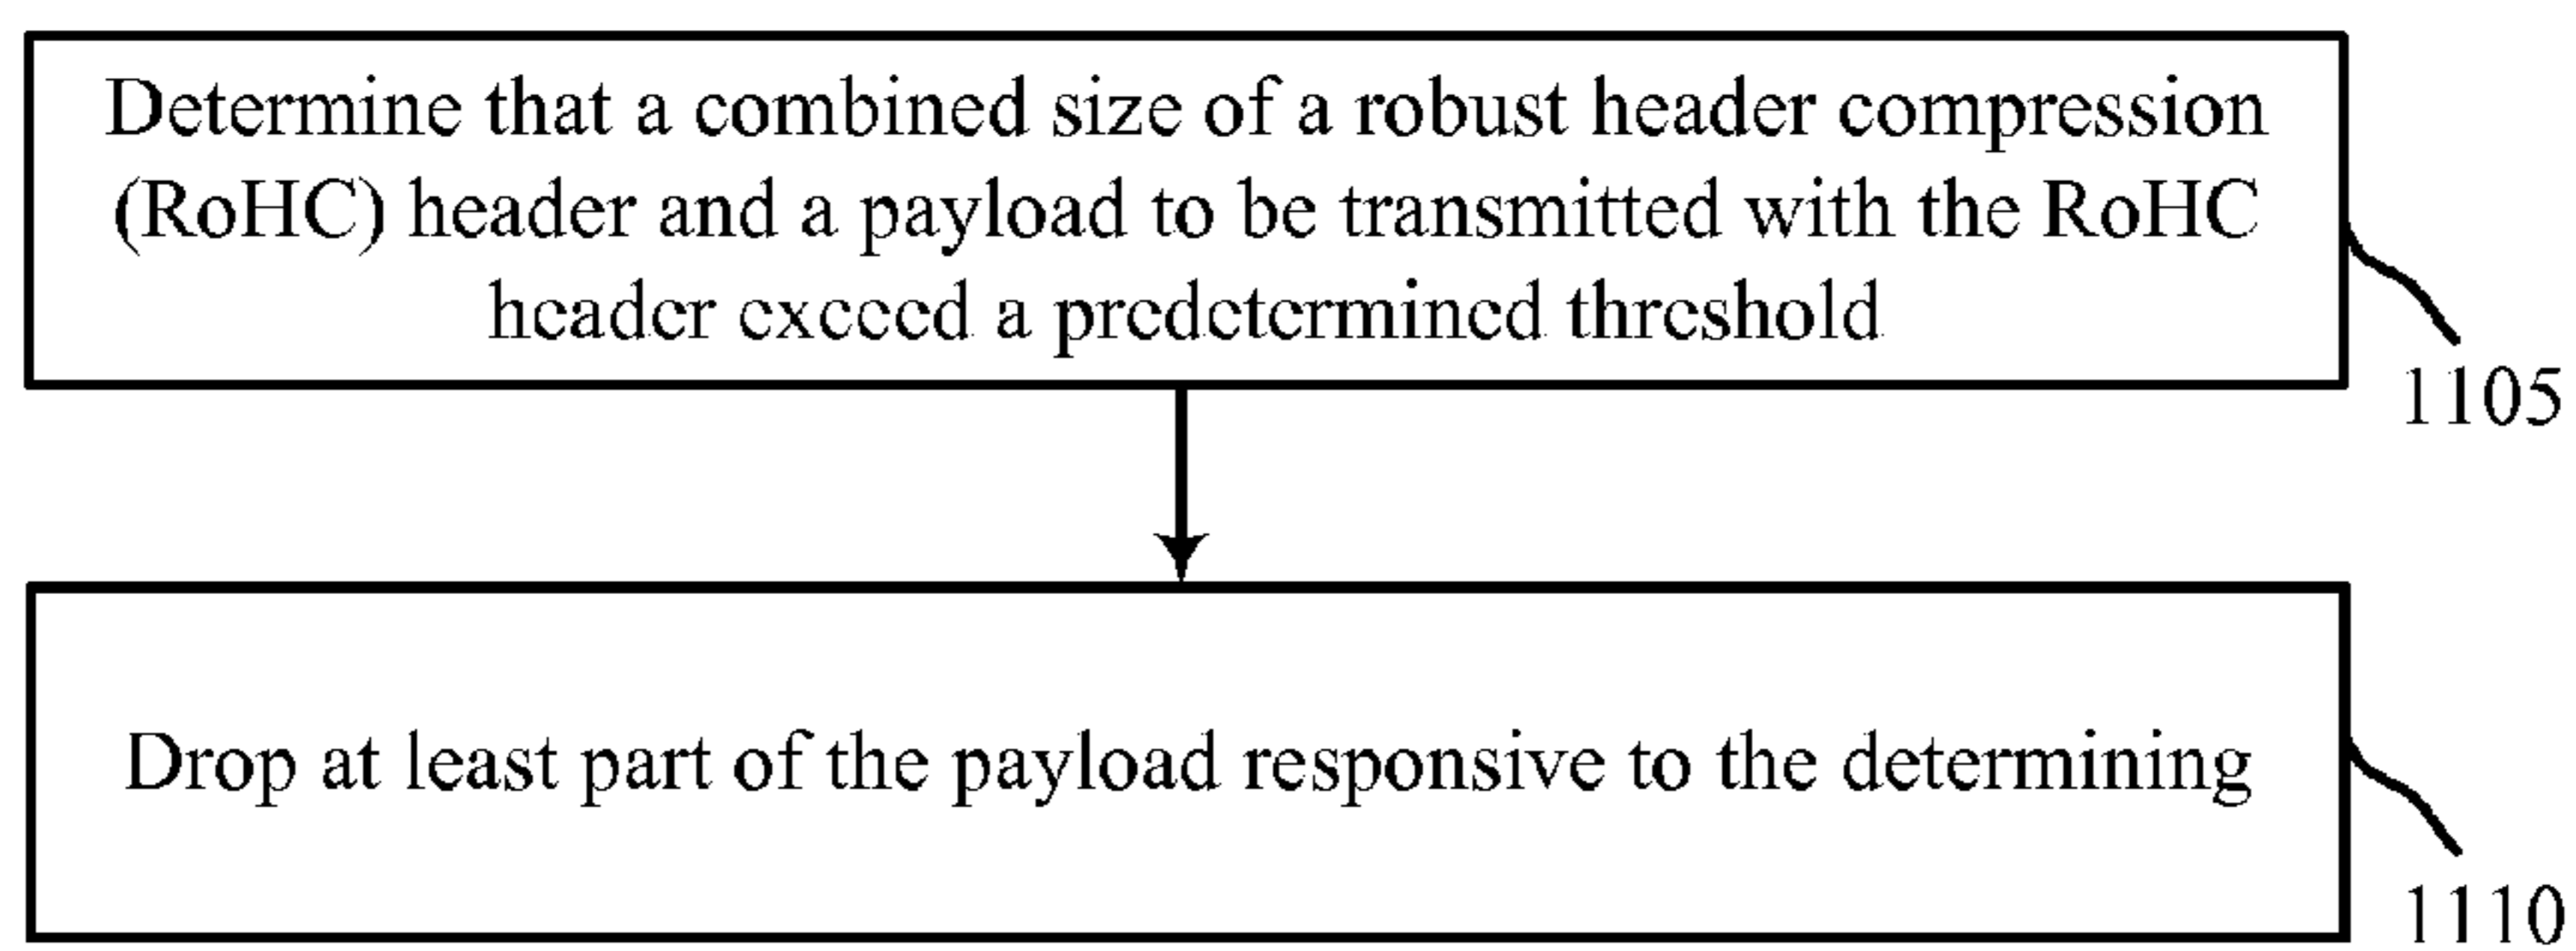 Determine that a combined size of a robust header compression
(RoHC) header and a payload to be transmitted with the RoHC
header exceed a predetermined threshold
1105
Drop at least part of the payload responsive to the determining
1110